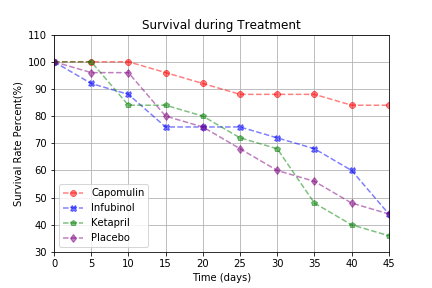 Survival during Treatment
110
100
90
80
70
60
50
40
30
Survival Rate Percent(%)
Capomulin
Infubinol
Ketapril
Placebo
0 5 10 15 20 25 30 35 40 45
Time (days)